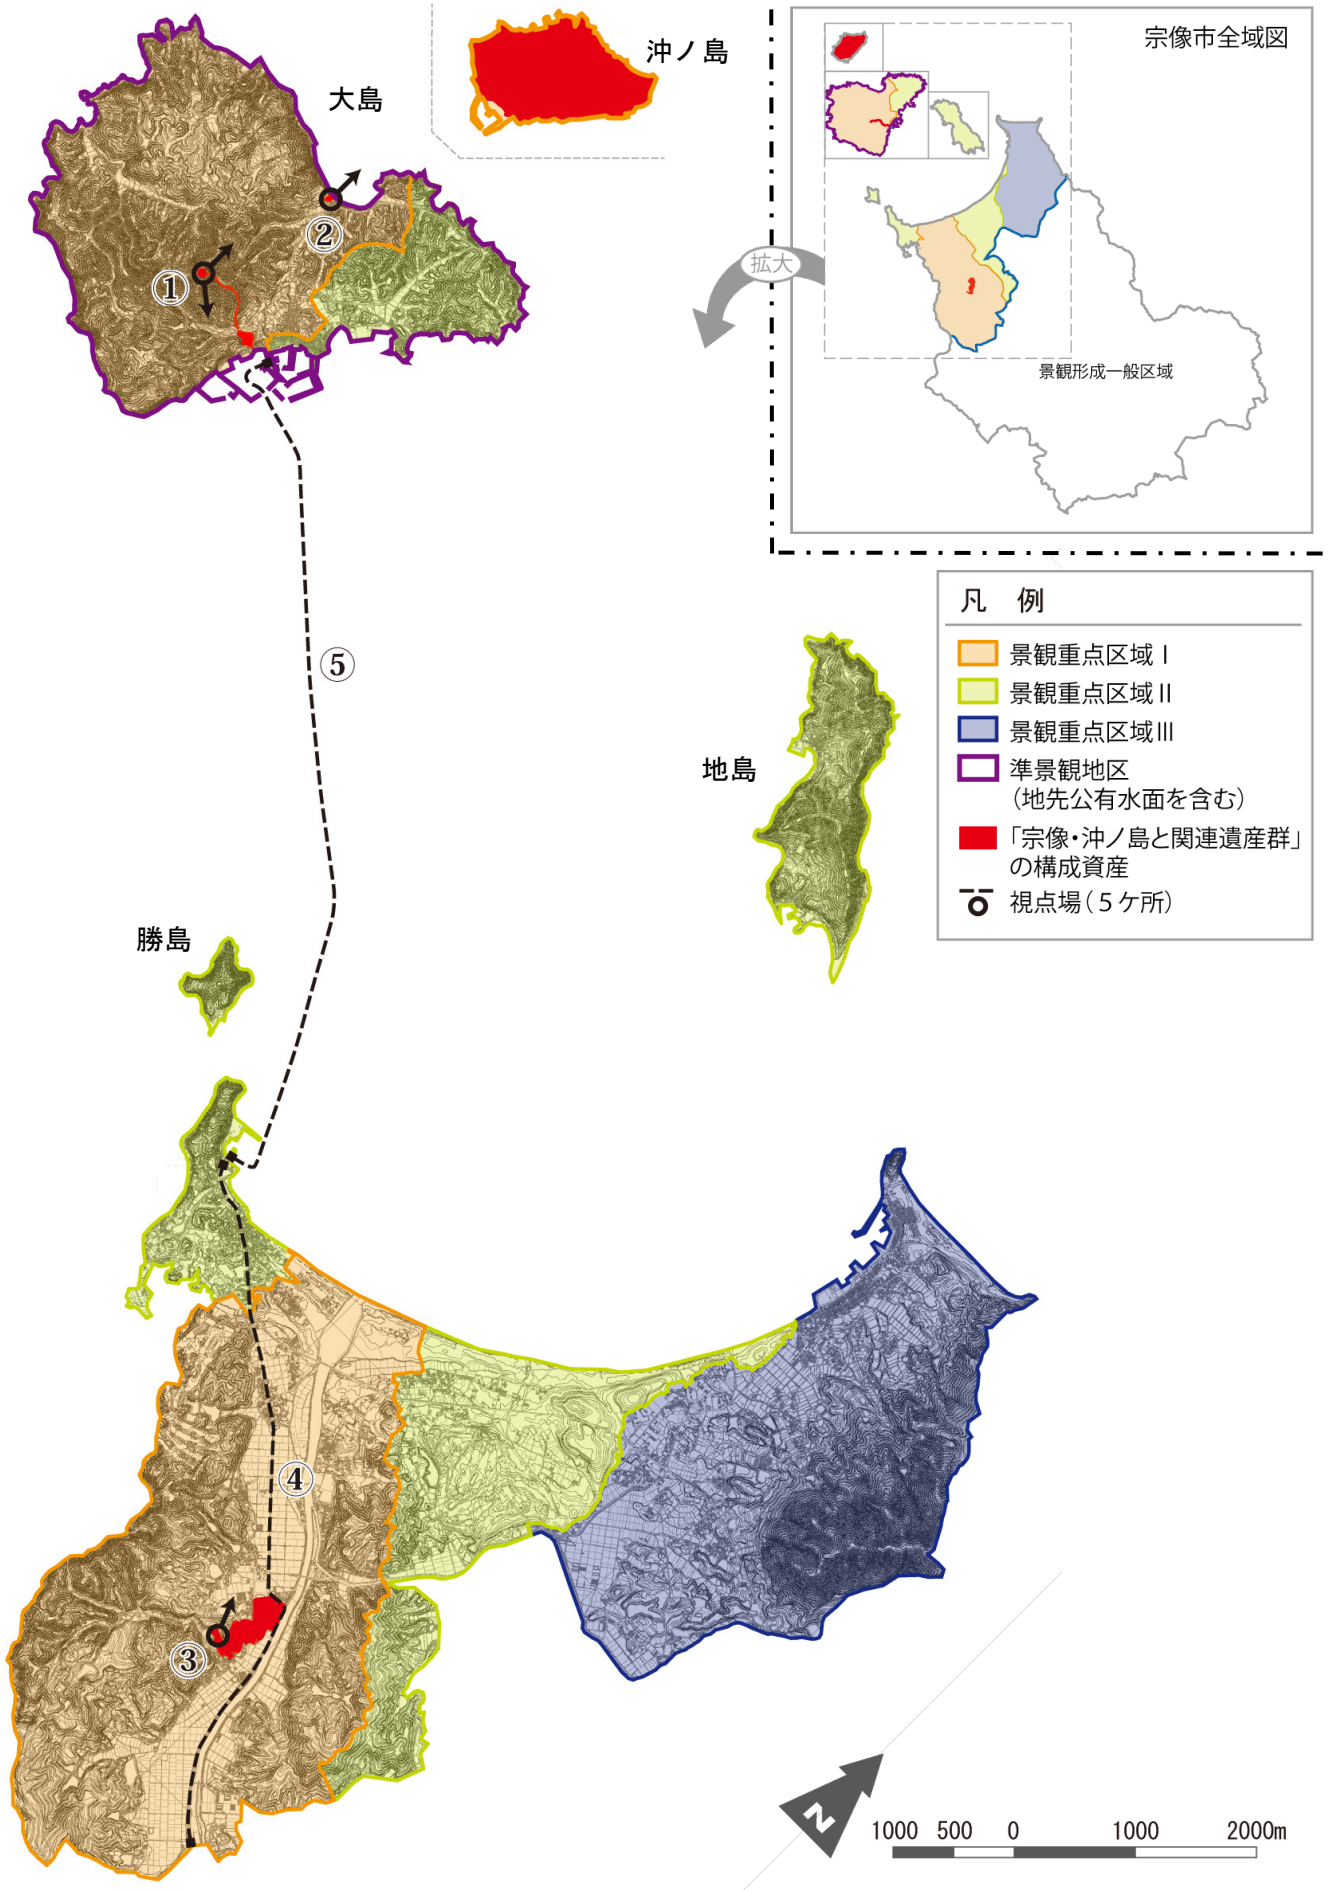 大島
沖ノ島
宗像市全域図
②
①
拡大
景観形成一般区域
凡 例
景観重点区域Ⅰ
景観重点区域Ⅱ
景観重点区域Ⅲ
準景観地区
(地先公有水面を含む)
「宗像・沖ノ島と関連遺産群」
の構成資産
視点場(5ケ所)
⑤
地島
勝島
④
③
N
1000 500 0 1000 2000m